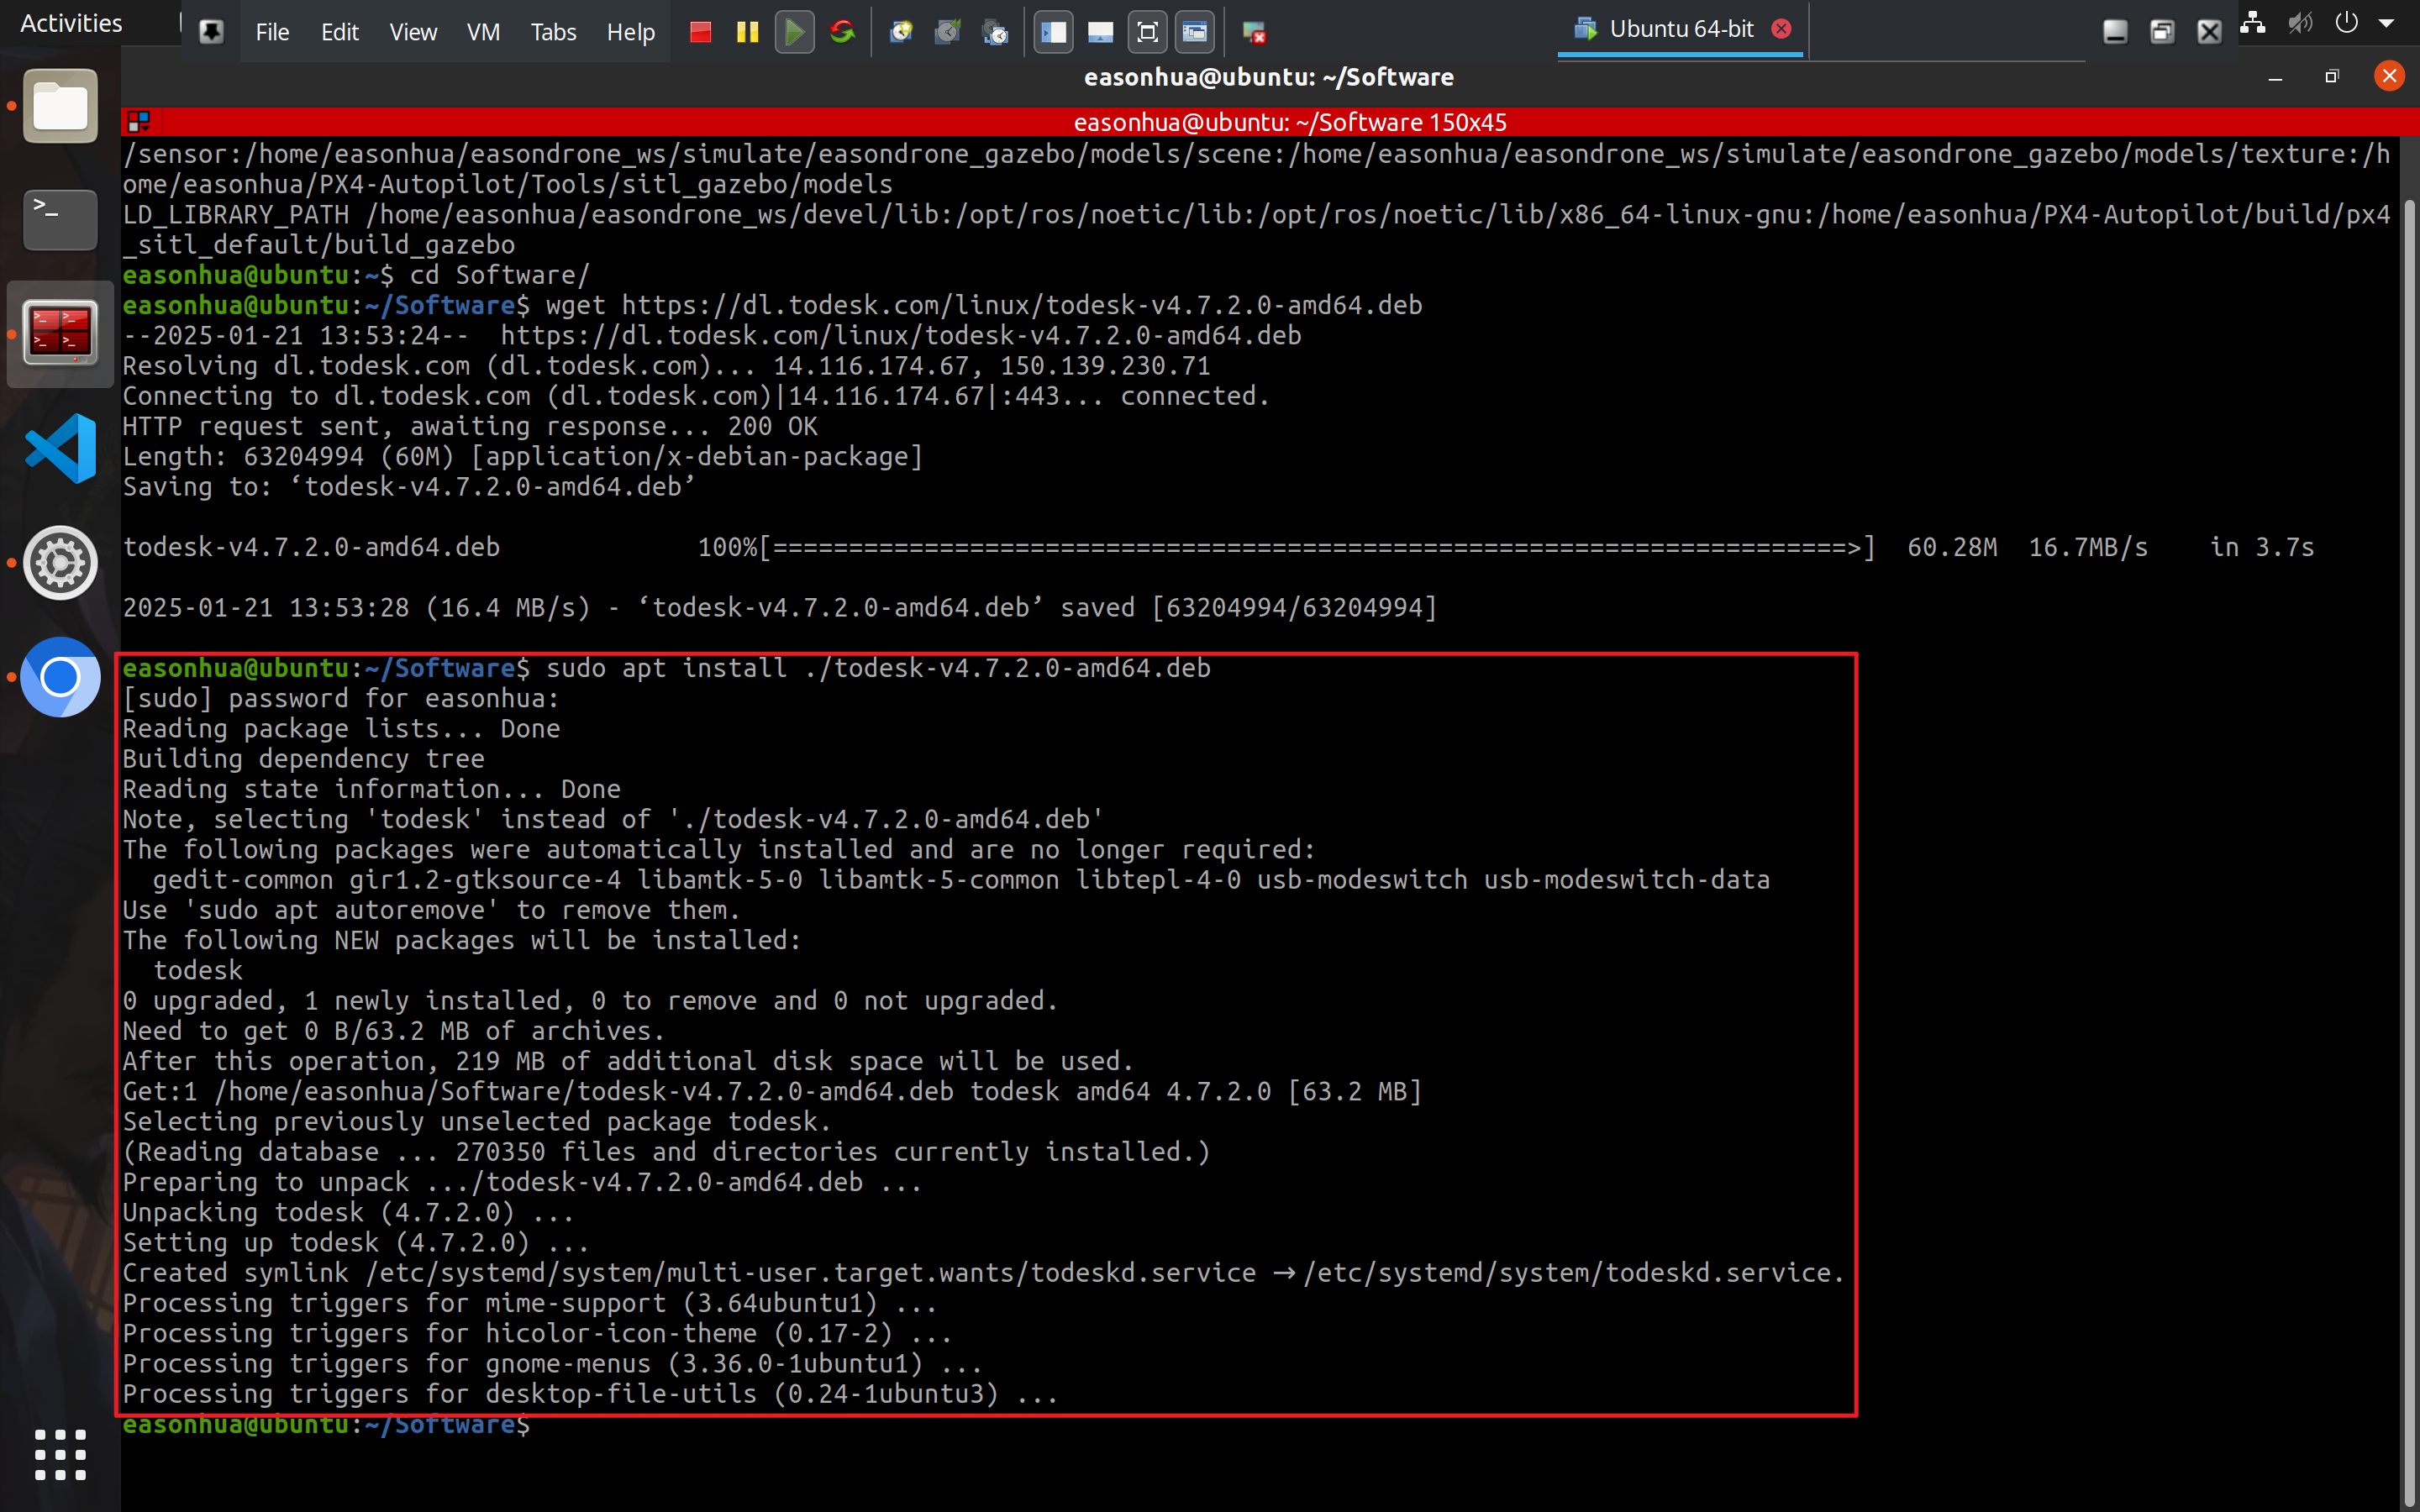 Activities
File Edit View VM Tabs Help
Ubuntu 64-bit
easonhua@ubuntu: ~/Software
easonhua@ubuntu: ~/Software 150x45
/sensor:/home/easonhua/easondrone_ws/simulate/easondrone_gazebo/models/scene:/home/easonhua/easondrone_ws/simulate/easondrone_gazebo/models/texture:/h
ome/easonhua/PX4-Autopilot/Tools/sitl_gazebo/models
LD_LIBRARY_PATH /home/easonhua/easondrone_ws/devel/lib:/opt/ros/noetic/lib:/opt/ros/noetic/lib/x86_64-linux-gnu:/home/easonhua/PX4-Autopilot/build/px4
_sitl_default/build_gazebo
easonhua@ubuntu:~$ cd Software/
easonhua@ubuntu:~/Software$ wget https://dl.todesk.com/linux/todesk-v4.7.2.0-amd64.deb
--2025-01-21 13:53:24--  https://dl.todesk.com/linux/todesk-v4.7.2.0-amd64.deb
Resolving dl.todesk.com (dl.todesk.com)... 14.116.174.67, 150.139.230.71
Connecting to dl.todesk.com (dl.todesk.com)|14.116.174.67|:443... connected.
HTTP request sent, awaiting response... 200 OK
Length: 63204994 (60M) [application/x-debian-package]
Saving to: ‘todesk-v4.7.2.0-amd64.deb’
todesk-v4.7.2.0-amd64.deb 100%[=======================================================================>] 60.28M 16.7MB/s in 3.7s
2025-01-21 13:53:28 (16.4 MB/s) - ‘todesk-v4.7.2.0-amd64.deb’ saved [63204994/63204994]
easonhua@ubuntu:~/Software$ sudo apt install ./todesk-v4.7.2.0-amd64.deb
[sudo] password for easonhua:
Reading package lists... Done
Building dependency tree
Reading state information... Done
Note, selecting 'todesk' instead of './todesk-v4.7.2.0-amd64.deb'
The following packages were automatically installed and are no longer required:
gedit-common gir1.2-gtksource-4 libamtk-5-0 libamtk-5-common libtepl-4-0 usb-modeswitch usb-modeswitch-data
Use 'sudo apt autoremove' to remove them.
The following NEW packages will be installed:
todesk
0 upgraded, 1 newly installed, 0 to remove and 0 not upgraded.
Need to get 0 B/63.2 MB of archives.
After this operation, 219 MB of additional disk space will be used.
Get:1 /home/easonhua/Software/todesk-v4.7.2.0-amd64.deb todesk amd64 4.7.2.0 [63.2 MB]
Selecting previously unselected package todesk.
(Reading database ... 270350 files and directories currently installed.)
Preparing to unpack .../todesk-v4.7.2.0-amd64.deb ...
Unpacking todesk (4.7.2.0) ...
Setting up todesk (4.7.2.0) ...
Created symlink /etc/systemd/system/multi-user.target.wants/todeskd.service → /etc/systemd/system/todeskd.service.
Processing triggers for mime-support (3.64ubuntu1) ...
Processing triggers for hicolor-icon-theme (0.17-2) ...
Processing triggers for gnome-menus (3.36.0-1ubuntu1) ...
Processing triggers for desktop-file-utils (0.24-1ubuntu3) ...
easonhua@ubuntu:~/Software$